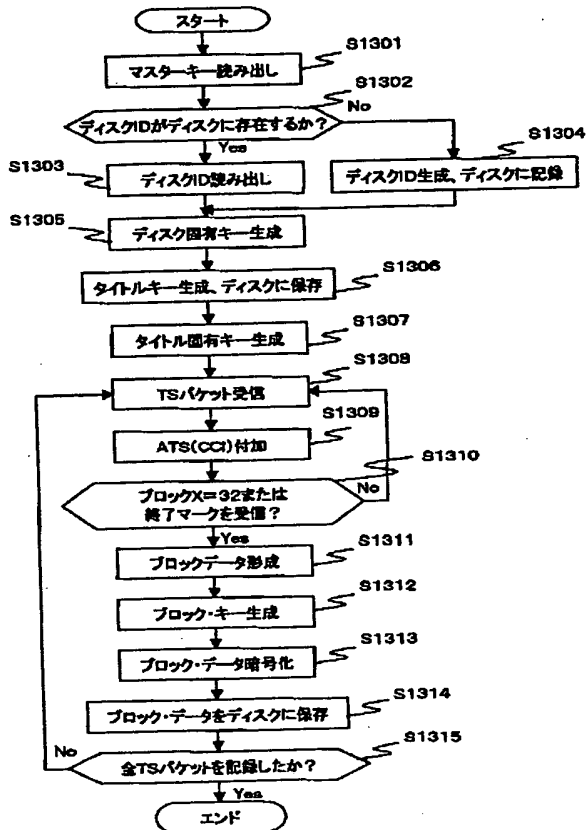 スタート
S1301
マスターキー読み出し
S1302
ディスクIDがディスクに存在するか?
No
Yes
S1303
ディスクID読み出し
S1304
ディスクID生成、ディスクに記録
S1305
ディスク固有キー生成
S1306
タイトルキー生成、ディスクに保存
S1307
タイトル固有キー生成
S1308
TSパケット受信
S1309
ATS(CCI)付加
S1310
ブロックX=32または
終了マークを受信?
No
Yes
S1311
ブロックデータ形成
S1312
ブロック・キー生成
S1313
ブロック・データ暗号化
S1314
ブロック・データをディスクに保存
S1315
No
全TSパケットを記録したか?
Yes
エンド